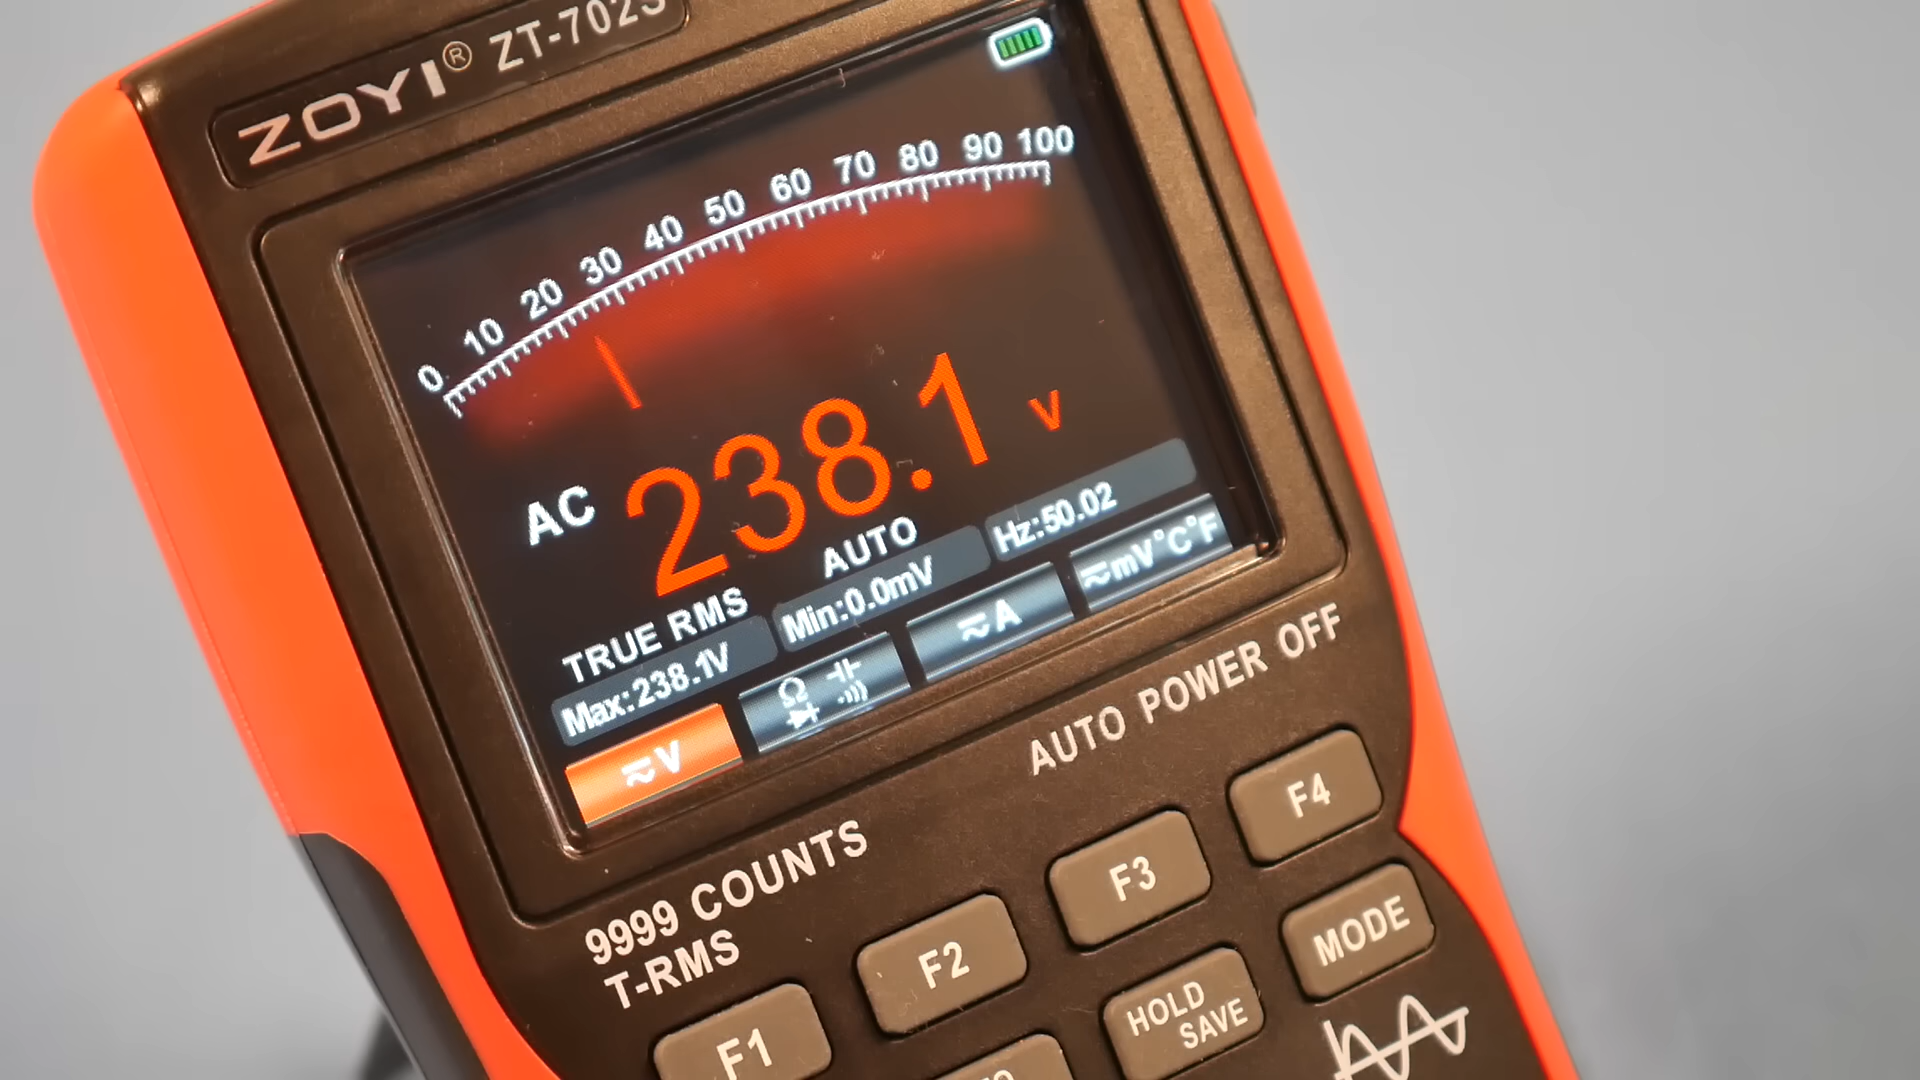 ZOYI® ZT-702S
0 10 20 30 40 50 60 70 80 90 100
AC 238.1 V
TRUE RMS AUTO
Max:238.1V Min:0.0mV Hz:50.02
V Ω A mV°C°F
9999 COUNTS AUTO POWER OFF
T-RMS
F1 F2 F3 F4
HOLD SAVE MODE